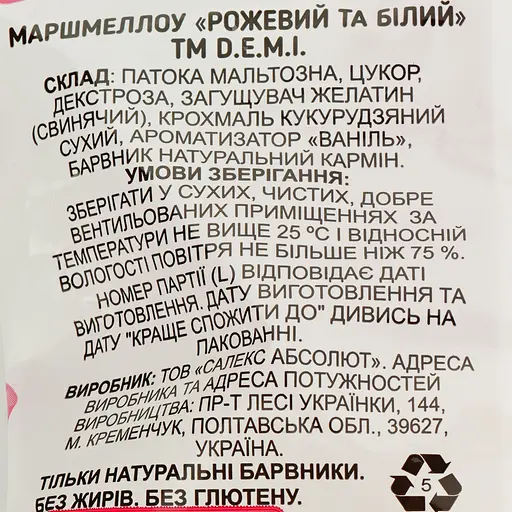 МАРШМЕЛЛОУ «РОЖЕВИЙ ТА БІЛИЙ»
ТМ D.E.M.I.
СКЛАД: ПАТОКА МАЛЬТОЗНА, ЦУКОР,
ДЕКСТРОЗА, ЗАГУЩУВАЧ ЖЕЛАТИН
(СВИНЯЧИЙ), КРОХМАЛЬ КУКУРУДЗЯНИЙ
СУХИЙ, АРОМАТИЗАТОР «ВАНІЛЬ»,
БАРВНИК НАТУРАЛЬНИЙ КАРМІН.
УМОВИ ЗБЕРІГАННЯ:
ЗБЕРІГАТИ У СУХИХ, ЧИСТИХ, ДОБРЕ
ВЕНТИЛЬОВАНИХ ПРИМІЩЕННЯХ ЗА
ТЕМПЕРАТУРИ НЕ ВИЩЕ 25 ºС І ВІДНОСНІЙ
ВОЛОГОСТІ ПОВІТРЯ НЕ БІЛЬШЕ НІЖ 75 %.
НОМЕР ПАРТІЇ (L) ВІДПОВІДАЄ ДАТІ
ВИГОТОВЛЕННЯ. ДАТУ ВИГОТОВЛЕННЯ ТА
ДАТУ "КРАЩЕ СПОЖИТИ ДО" ДИВИСЬ НА
ПАКОВАННІ.
ВИРОБНИК: ТОВ «САЛЕКС АБСОЛЮТ». АДРЕСА
ВИРОБНИКА ТА АДРЕСА ПОТУЖНОСТЕЙ
ВИРОБНИЦТВА: ПР-Т ЛЕСІ УКРАЇНКИ, 144,
М. КРЕМЕНЧУК, ПОЛТАВСЬКА ОБЛ., 39627,
УКРАЇНА.
ТІЛЬКИ НАТУРАЛЬНІ БАРВНИКИ.
БЕЗ ЖИРІВ. БЕЗ ГЛЮТЕНУ.
5